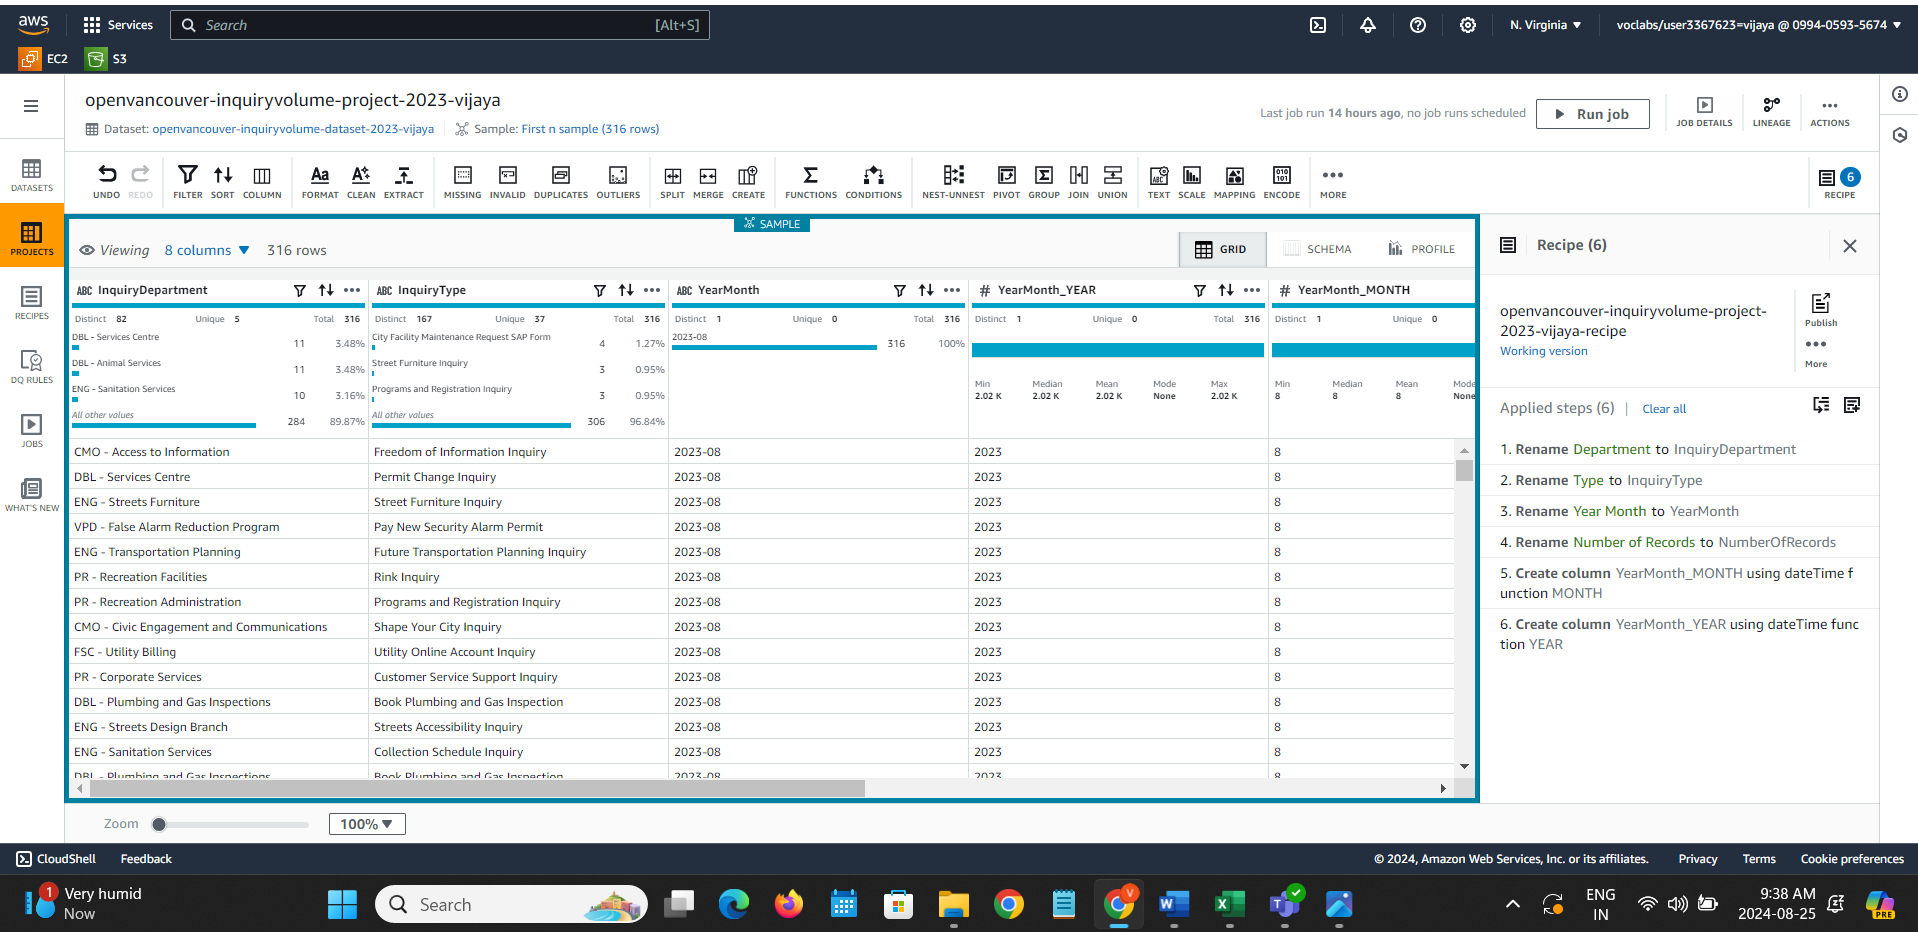 aws Services Search [Alt+S] N. Virginia voclabs/user3367623=vijaya @ 0994-0593-5674
EC2 S3
openvancouver-inquiryvolume-project-2023-vijaya
Dataset: openvancouver-inquiryvolume-dataset-2023-vijaya Sample: First n sample (316 rows)
Last job run 14 hours ago, no job runs scheduled Run job JOB DETAILS LINEAGE ACTIONS
UNDO REDO FILTER SORT COLUMN FORMAT CLEAN EXTRACT MISSING INVALID DUPLICATES OUTLIERS SPLIT MERGE CREATE FUNCTIONS CONDITIONS NEST-UNNEST PIVOT GROUP JOIN UNION TEXT SCALE MAPPING ENCODE MORE RECIPE 6
DATASETS
PROJECTS
RECIPES
DQ RULES
JOBS
WHAT'S NEW
SAMPLE
Viewing 8 columns 316 rows GRID SCHEMA PROFILE
ABC InquiryDepartment ABC InquiryType ABC YearMonth # YearMonth_YEAR # YearMonth_MONTH
Distinct 82 Unique 5 Total 316 Distinct 167 Unique 37 Total 316 Distinct 1 Unique 0 Total 316 Distinct 1 Unique 0 Total 316 Distinct 1 Unique 0
DBL - Services Centre 11 3.48% City Facility Maintenance Request SAP Form 4 1.27% 2023-08 316 100%
DBL - Animal Services 11 3.48% Street Furniture Inquiry 3 0.95%
ENG - Sanitation Services 10 3.16% Programs and Registration Inquiry 3 0.95%
All other values 284 89.87% All other values 306 96.84%
Min Median Mean Mode Max Min Median Mean Mode
2.02 K 2.02 K 2.02 K None 2.02 K 8 8 8 None
CMO - Access to Information Freedom of Information Inquiry 2023-08 2023 8
DBL - Services Centre Permit Change Inquiry 2023-08 2023 8
ENG - Streets Furniture Street Furniture Inquiry 2023-08 2023 8
VPD - False Alarm Reduction Program Pay New Security Alarm Permit 2023-08 2023 8
ENG - Transportation Planning Future Transportation Planning Inquiry 2023-08 2023 8
PR - Recreation Facilities Rink Inquiry 2023-08 2023 8
PR - Recreation Administration Programs and Registration Inquiry 2023-08 2023 8
CMO - Civic Engagement and Communications Shape Your City Inquiry 2023-08 2023 8
FSC - Utility Billing Utility Online Account Inquiry 2023-08 2023 8
PR - Corporate Services Customer Service Support Inquiry 2023-08 2023 8
DBL - Plumbing and Gas Inspections Book Plumbing and Gas Inspection 2023-08 2023 8
ENG - Streets Design Branch Streets Accessibility Inquiry 2023-08 2023 8
ENG - Sanitation Services Collection Schedule Inquiry 2023-08 2023 8
DBL - Plumbing and Gas Inspections Book Plumbing and Gas Inspection 2023-08 2023 8
Zoom 100%
Recipe (6)
openvancouver-inquiryvolume-project-
2023-vijaya-recipe
Working version
Publish
More
Applied steps (6) | Clear all
1. Rename Department to InquiryDepartment
2. Rename Type to InquiryType
3. Rename Year Month to YearMonth
4. Rename Number of Records to NumberOfRecords
5. Create column YearMonth_MONTH using dateTime f
unction MONTH
6. Create column YearMonth_YEAR using dateTime func
tion YEAR
CloudShell Feedback © 2024, Amazon Web Services, Inc. or its affiliates. Privacy Terms Cookie preferences
1 Very humid
Now
Search
ENG
IN
9:38 AM
2024-08-25
PRE